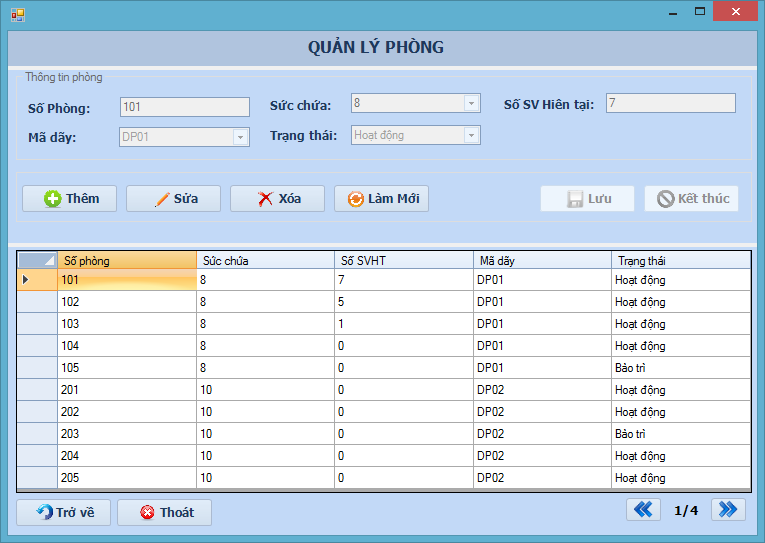 QUẢN LÝ PHÒNG
Thông tin phòng
Số Phòng: 101 Sức chứa: 8 Số SV Hiên tại: 7
Mã dãy: DP01 Trạng thái: Hoạt động
Thêm Sửa Xóa Làm Mới Lưu Kết thúc
Số phòng Sức chứa Số SVHT Mã dãy Trạng thái
101 8 7 DP01 Hoạt động
102 8 5 DP01 Hoạt động
103 8 1 DP01 Hoạt động
104 8 0 DP01 Hoạt động
105 8 0 DP01 Bảo trì
201 10 0 DP02 Hoạt động
202 10 0 DP02 Hoạt động
203 10 0 DP02 Bảo trì
204 10 0 DP02 Hoạt động
205 10 0 DP02 Hoạt động
Trở về Thoát 1/4